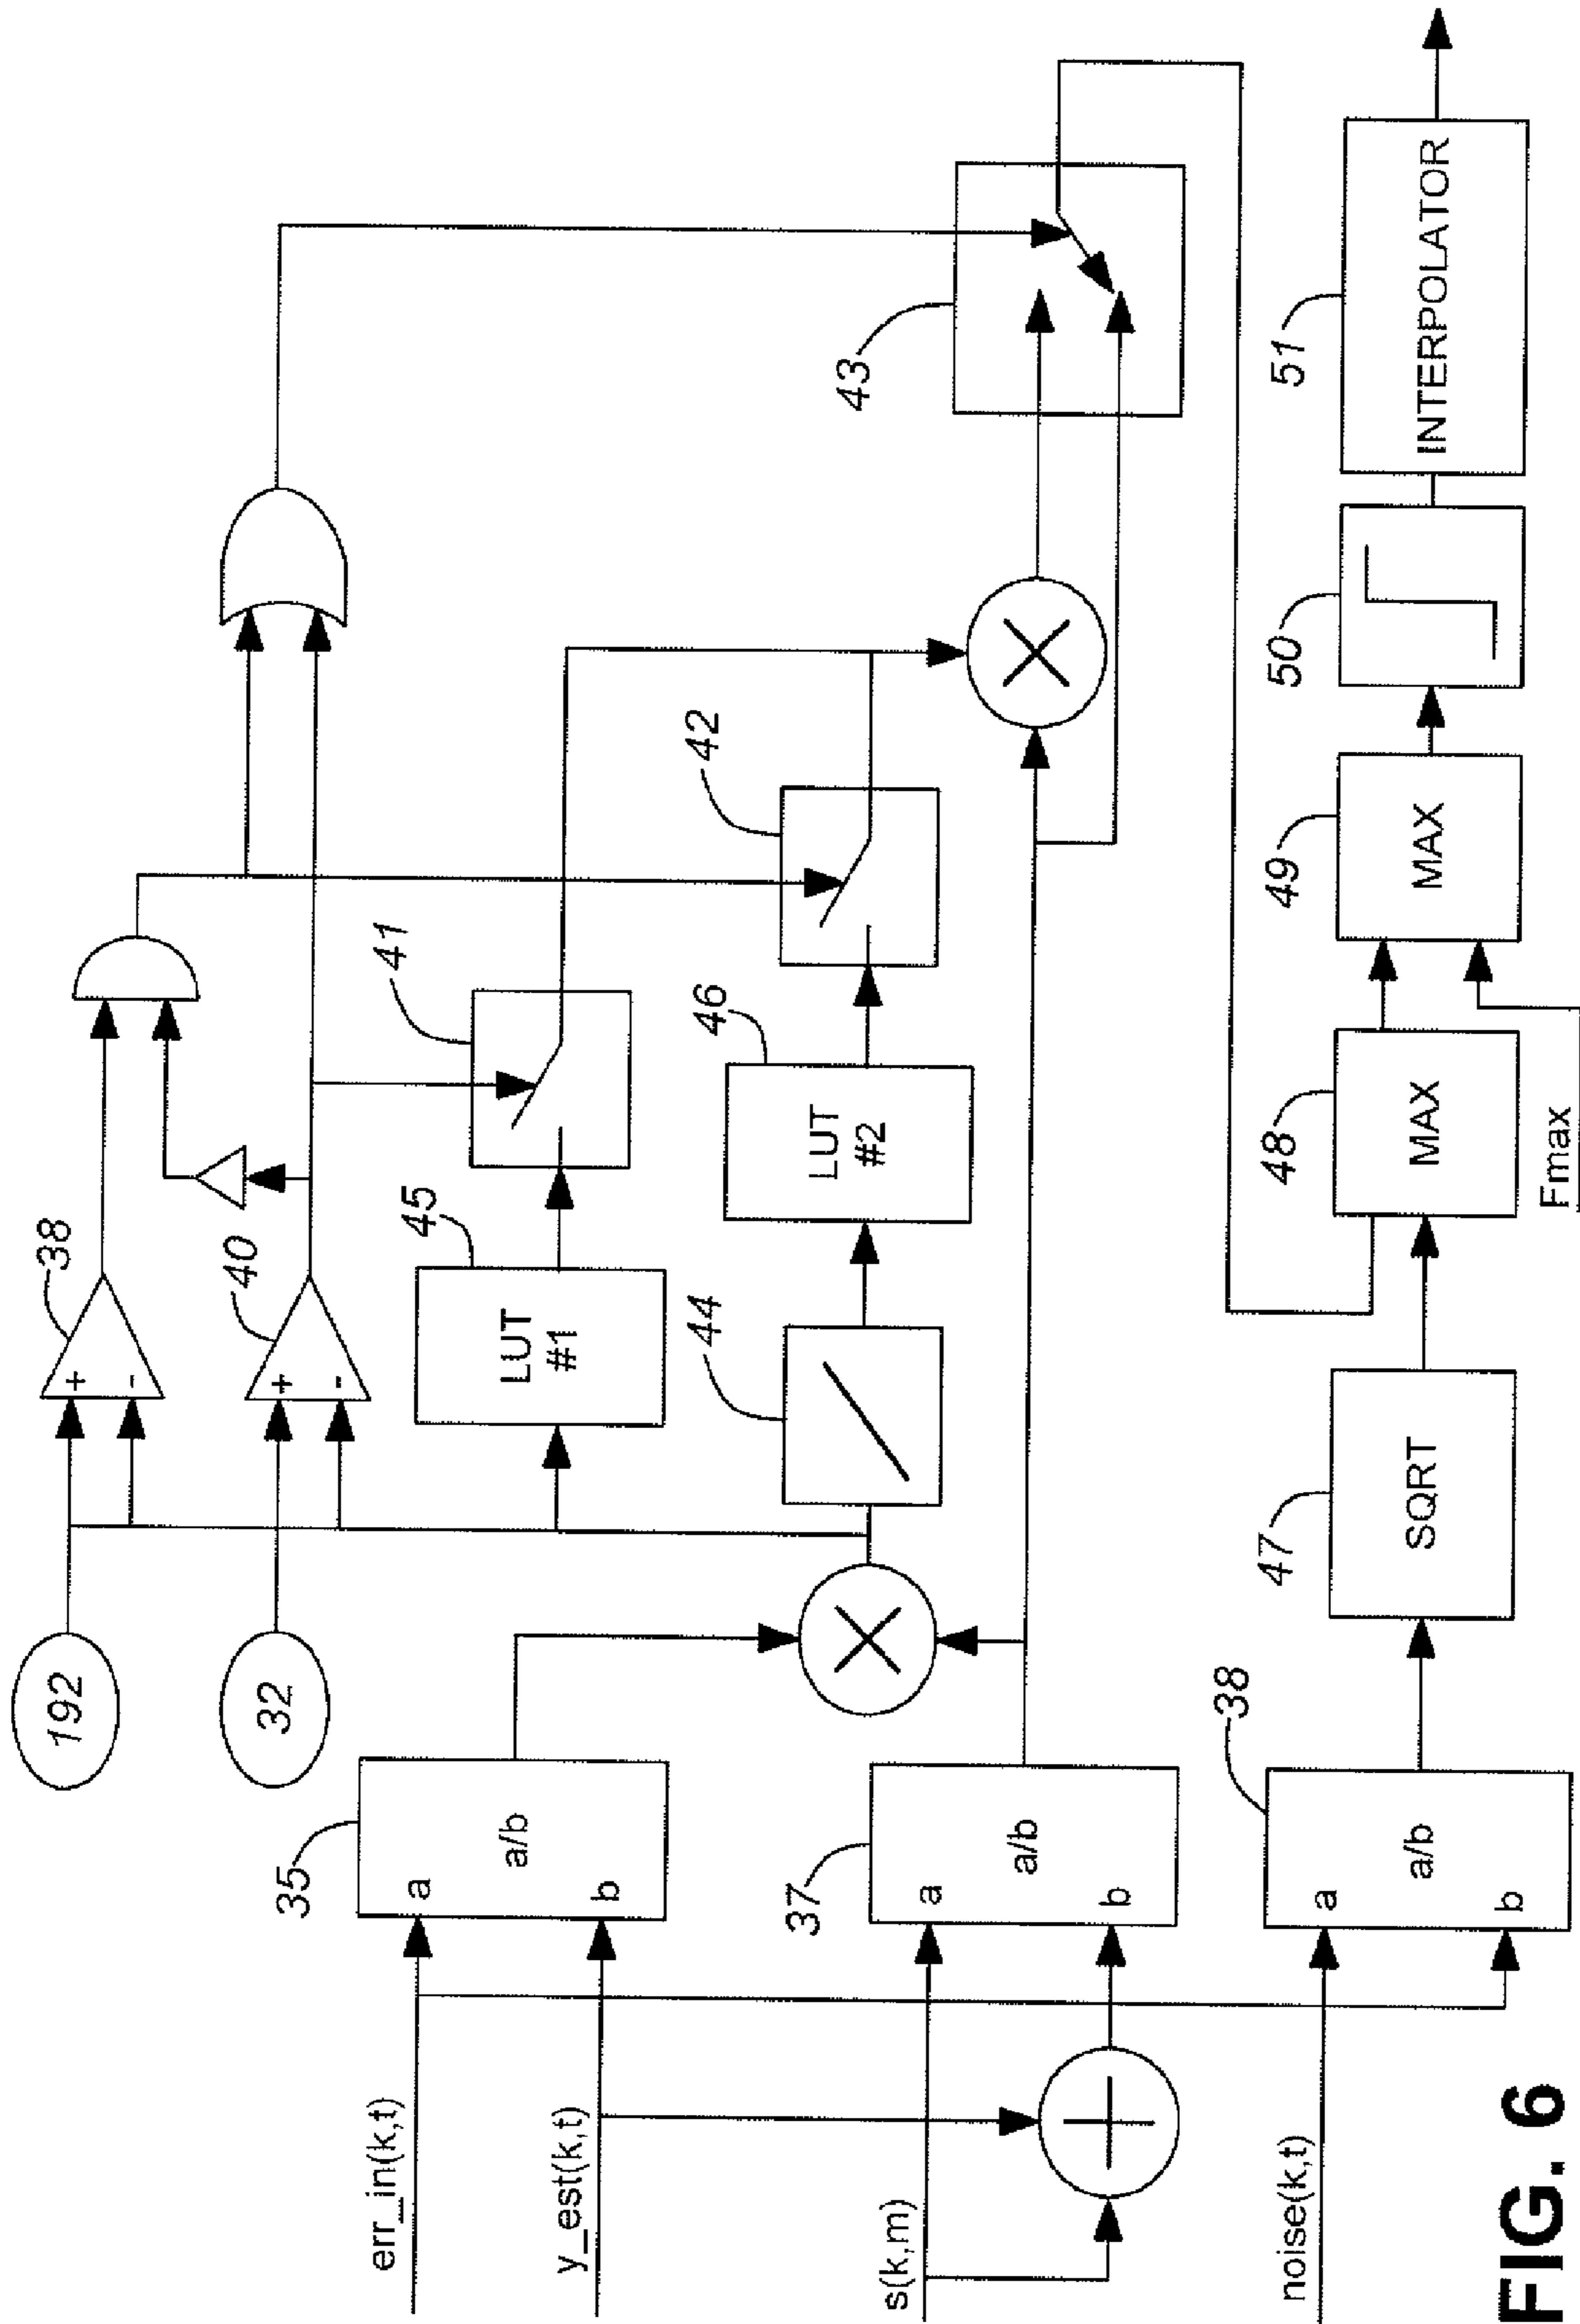 192
32
38
+
-
40
+
-
err_in(k,t)
y_est(k,t)
35
a
a/b
b
45
LUT
#1
41
44
46
LUT
#2
42
43
s(k,m)
37
a
a/b
b
noise(k,t)
38
a
a/b
b
47
SQRT
48
MAX
Fmax
49
MAX
50
51
INTERPOLATOR
FIG. 6